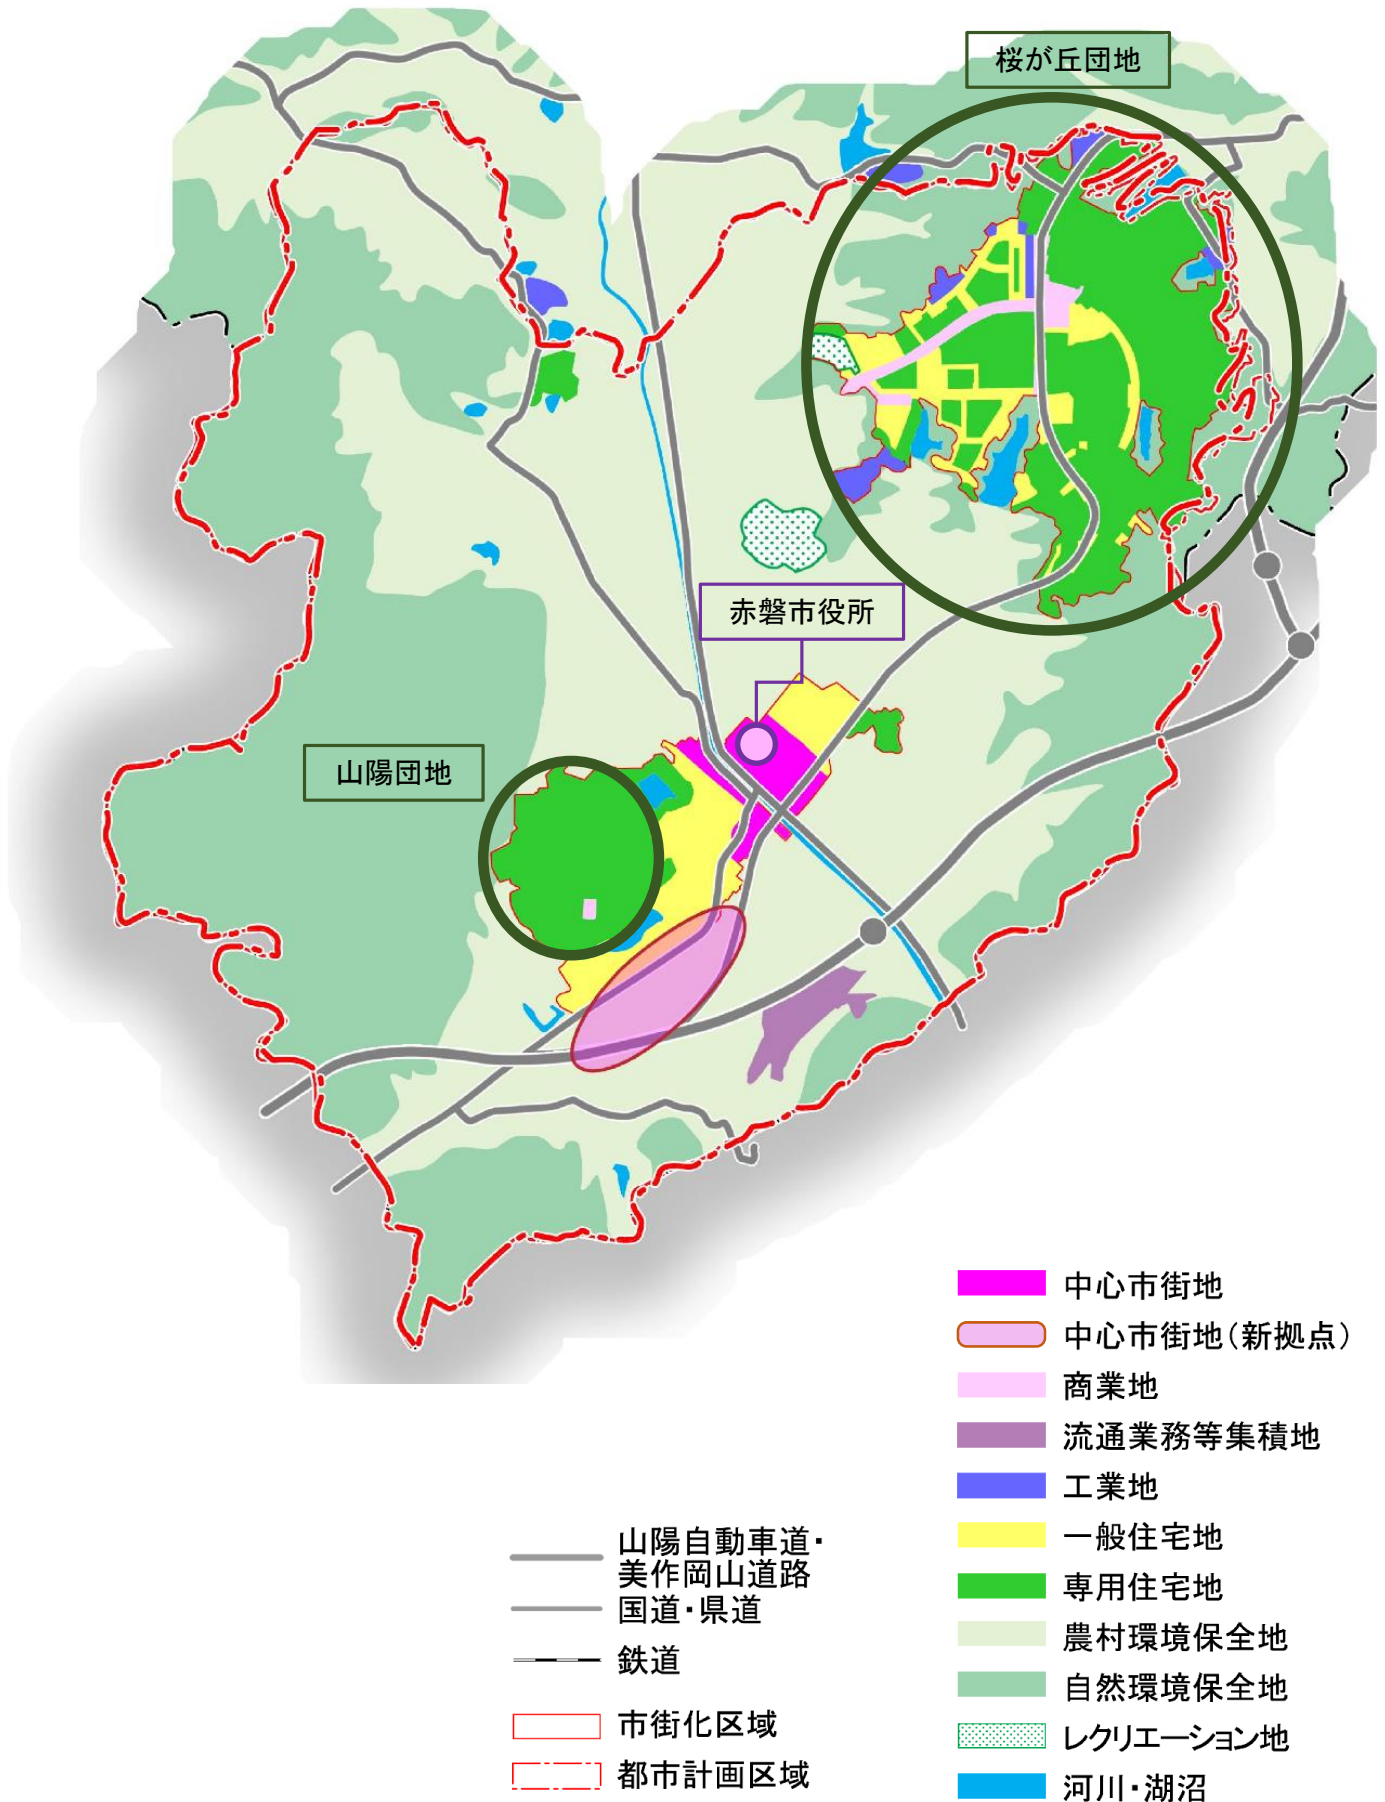 桜が丘団地
赤磐市役所
山陽団地
中心市街地
中心市街地(新拠点)
商業地
流通業務等集積地
工業地
一般住宅地
専用住宅地
農村環境保全地
自然環境保全地
レクリエーション地
河川・湖沼
山陽自動車道・
美作岡山道路
国道・県道
鉄道
市街化区域
都市計画区域